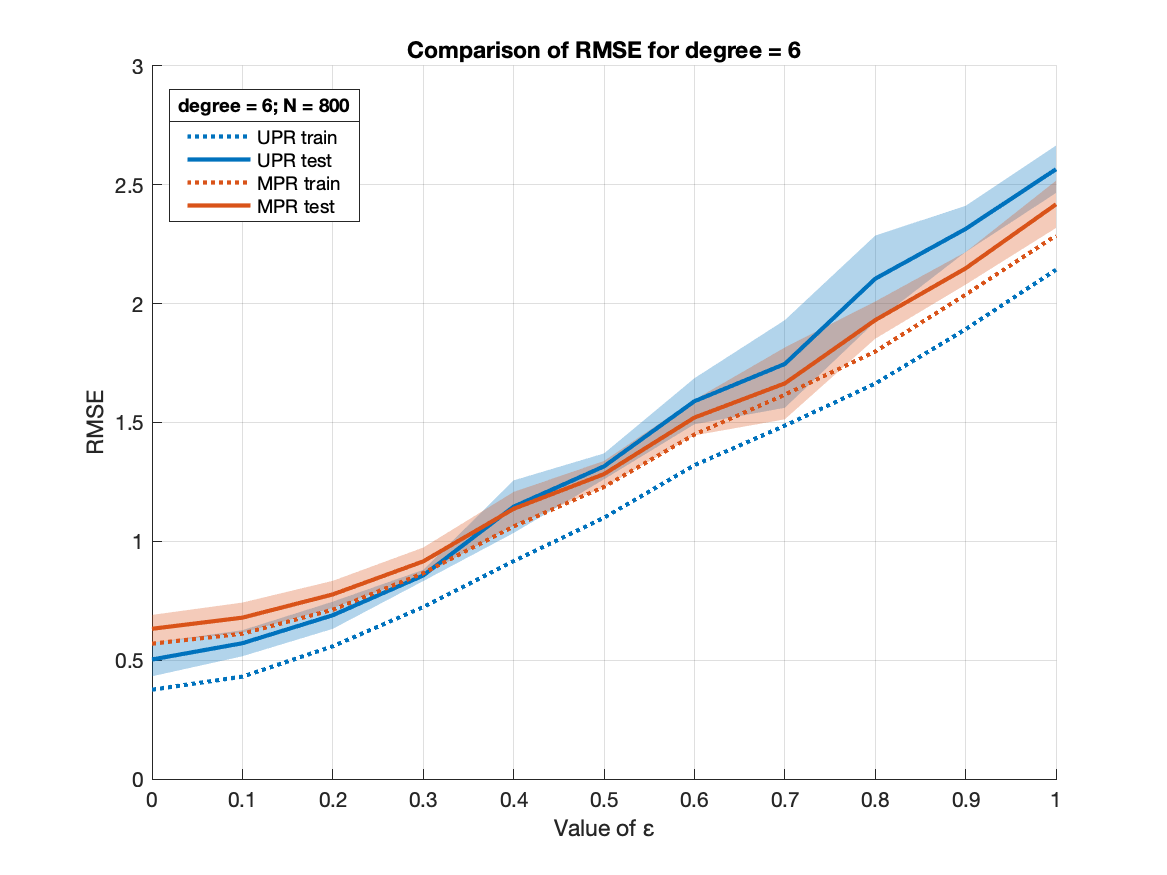 Comparison of RMSE for degree = 6
degree = 6; N = 800
UPR train
UPR test
MPR train
MPR test
RMSE
3
2.5
2
1.5
1
0.5
0
0 0.1 0.2 0.3 0.4 0.5 0.6 0.7 0.8 0.9 1
Value of ε